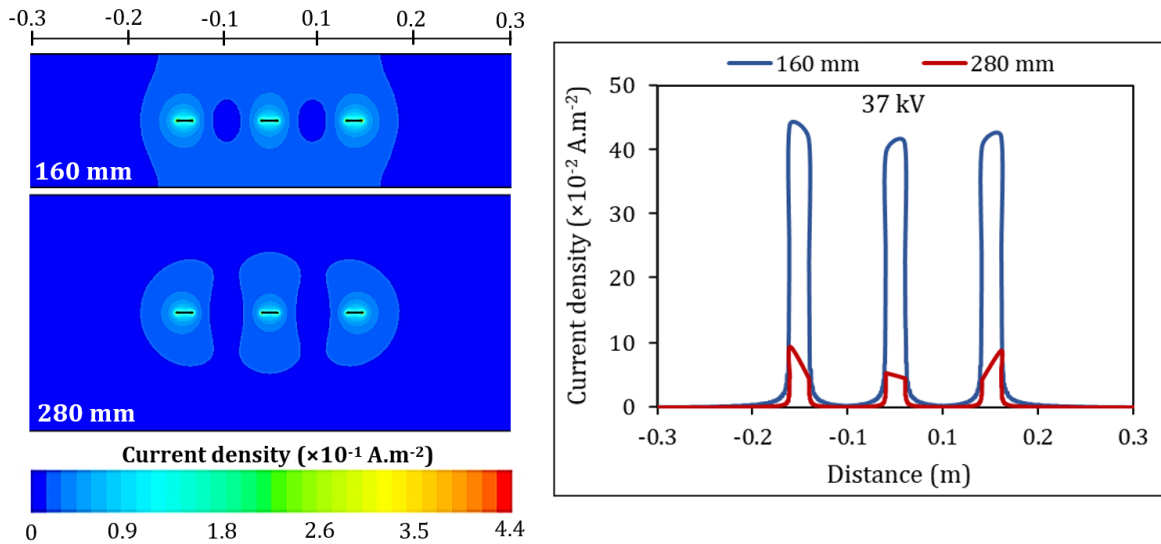 -0.3 -0.2 -0.1 0.1 0.2 0.3
160 mm
280 mm
Current density (×10⁻¹ A.m⁻²)
0 0.9 1.8 2.6 3.5 4.4
160 mm 280 mm
37 kV
Current density (×10⁻² A.m⁻²)
50
40
30
20
10
0
-0.3 -0.2 -0.1 0.1 0.2 0.3
Distance (m)